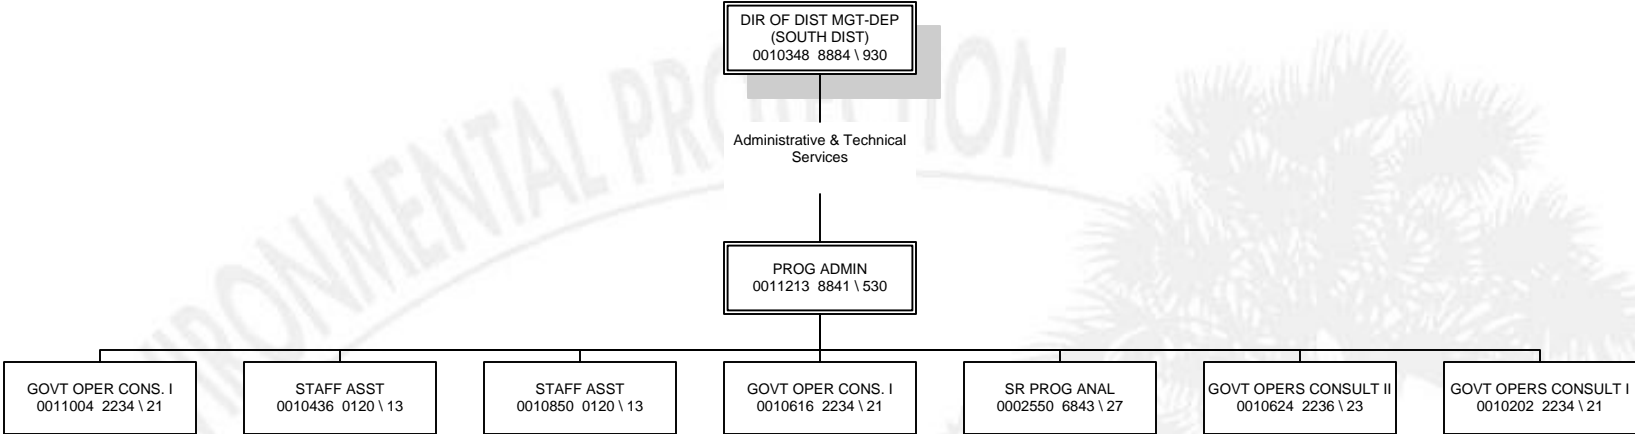 DIR OF DIST MGT-DEP
(SOUTH DIST)
0010348 8884 \ 930
Administrative & Technical
Services
PROG ADMIN
0011213 8841 \ 530
GOVT OPER CONS. I
0011004 2234 \ 21
STAFF ASST
0010436 0120 \ 13
STAFF ASST
0010850 0120 \ 13
GOVT OPER CONS. I
0010616 2234 \ 21
SR PROG ANAL
0002550 6843 \ 27
GOVT OPERS CONSULT II
0010624 2236 \ 23
GOVT OPERS CONSULT I
0010202 2234 \ 21